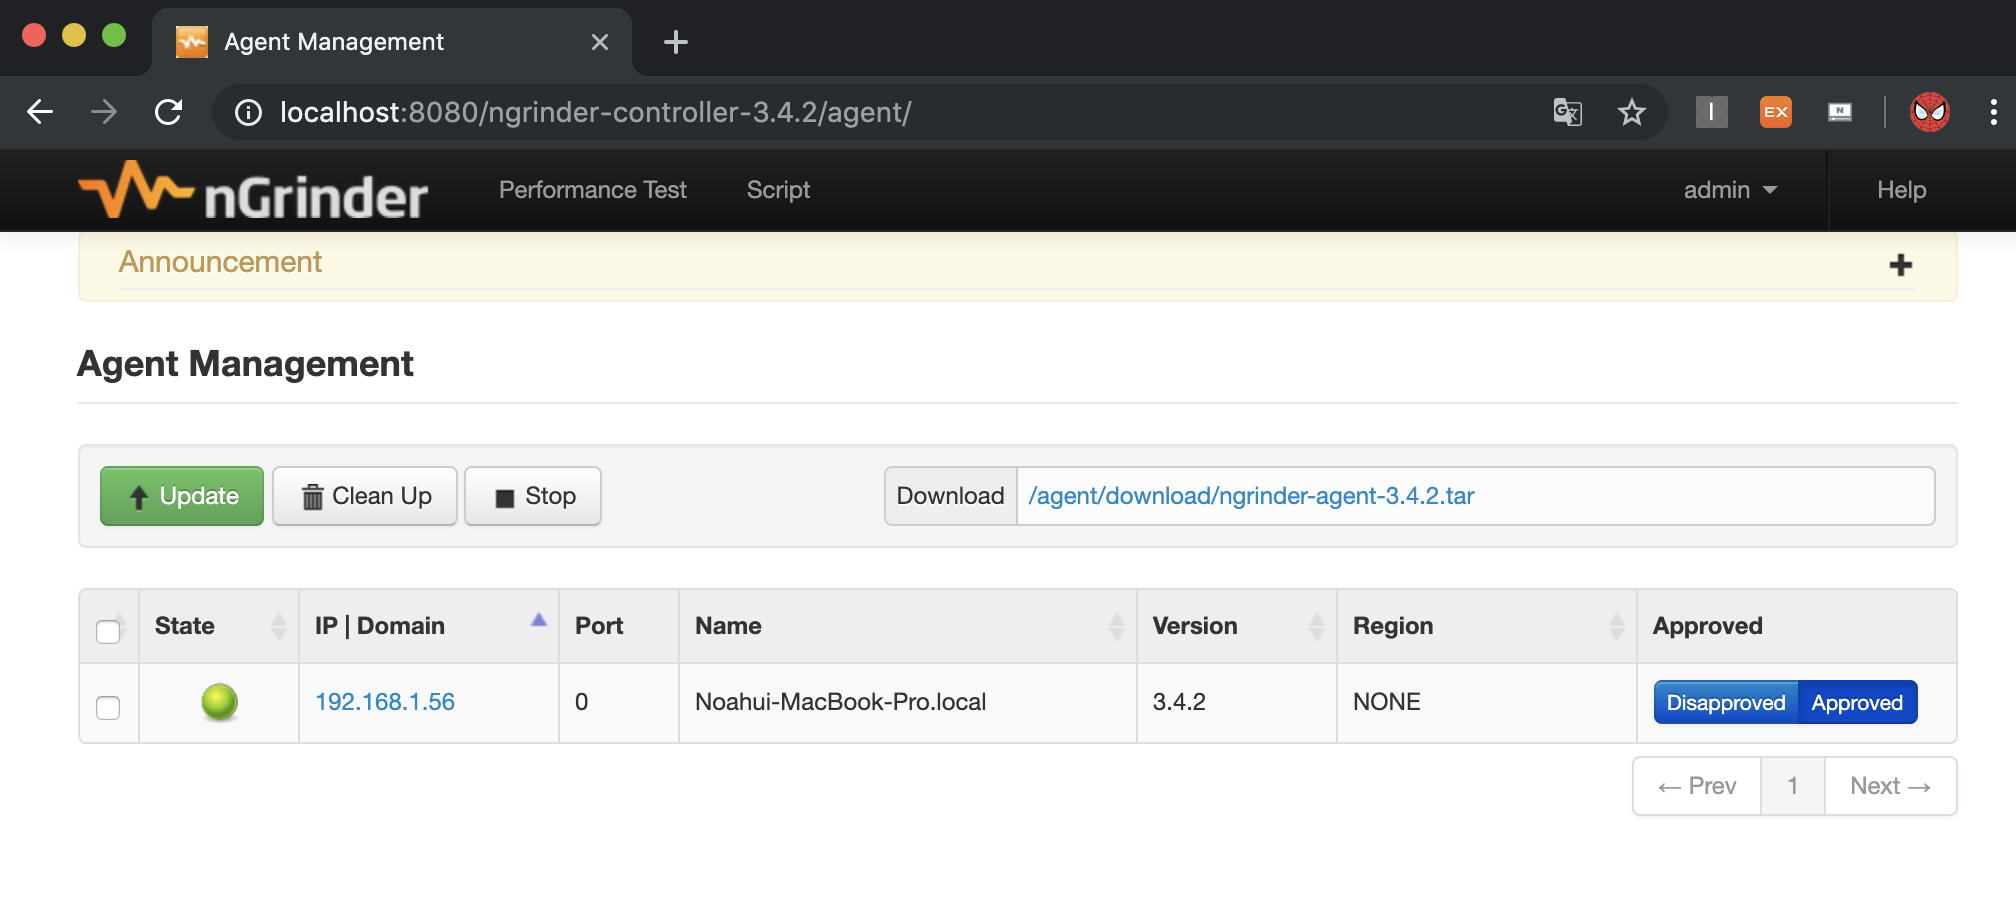 Agent Management
localhost:8080/ngrinder-controller-3.4.2/agent/
I
EX
N
nGrinder Performance Test Script admin Help
Announcement
Agent Management
Update Clean Up Stop Download /agent/download/ngrinder-agent-3.4.2.tar
State IP | Domain Port Name Version Region Approved
192.168.1.56 0 Noahui-MacBook-Pro.local 3.4.2 NONE Disapproved Approved
← Prev 1 Next →